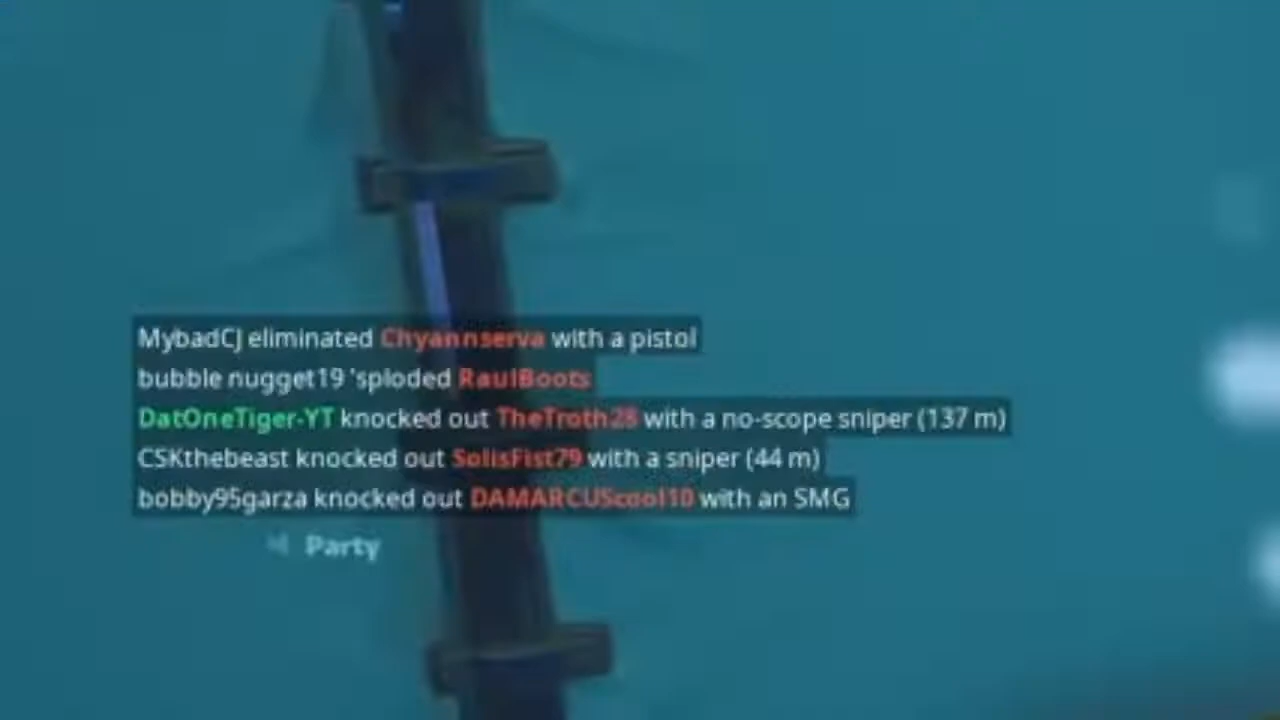 MybadCJ eliminated Chyannserva with a pistol
bubble nugget19 'sploded RaulBoots
DatOneTiger-YT knocked out TheTroth28 with a no-scope sniper (137 m)
CSKthebeast knocked out SolisFist79 with a sniper (44 m)
bobby95garza knocked out DAMARCUScool10 with an SMG
Party